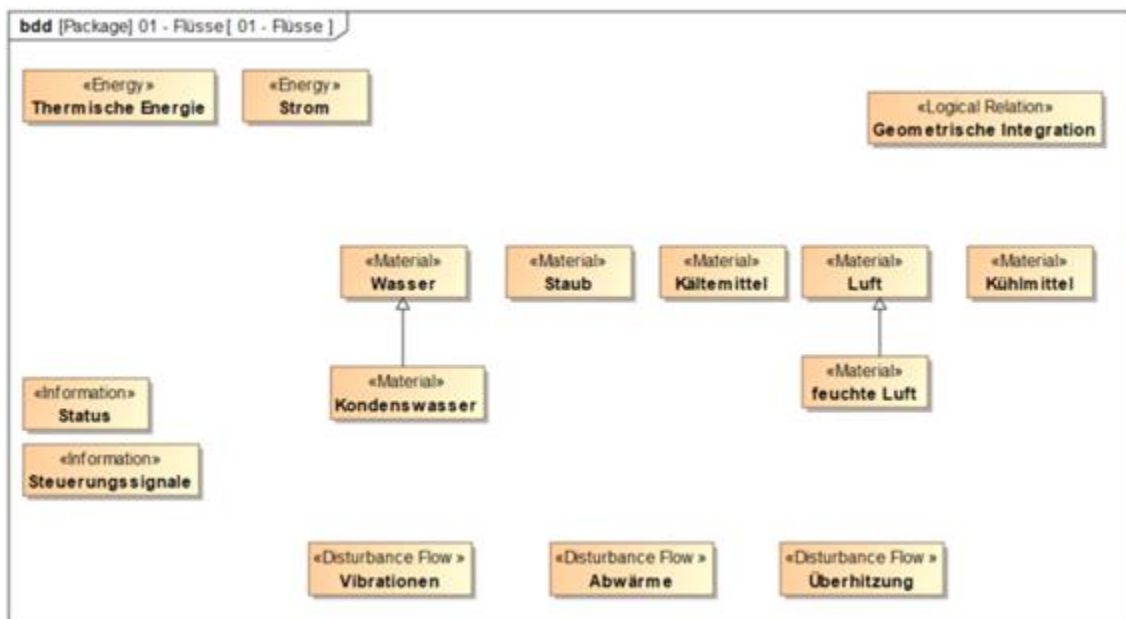 bdd [Package] 01 - Flüsse [ 01 - Flüsse ]
«Energy»
Thermische Energie
«Energy»
Strom
«Logical Relation»
Geometrische Integration
«Material»
Wasser
«Material»
Staub
«Material»
Kältemittel
«Material»
Luft
«Material»
Kühlmittel
«Material»
Kondenswasser
«Material»
feuchte Luft
«Information»
Status
«Information»
Steuerungssignale
«Disturbance Flow »
Vibrationen
«Disturbance Flow »
Abwärme
«Disturbance Flow »
Überhitzung